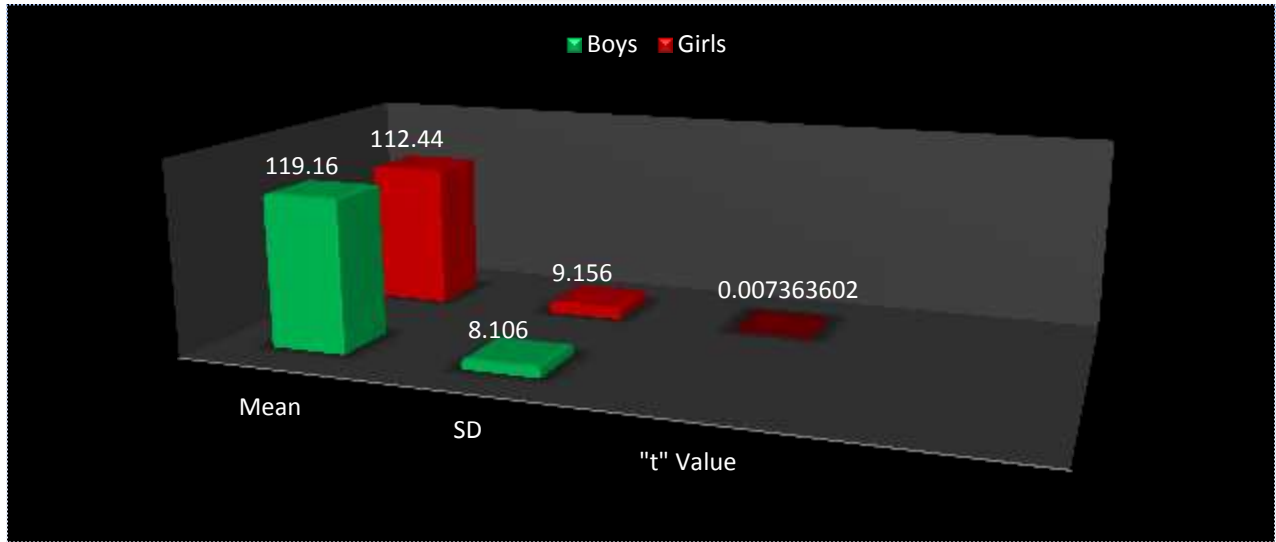 Boys Girls
112.44
119.16
9.156
0.007363602
8.106
Mean
SD
"t" Value